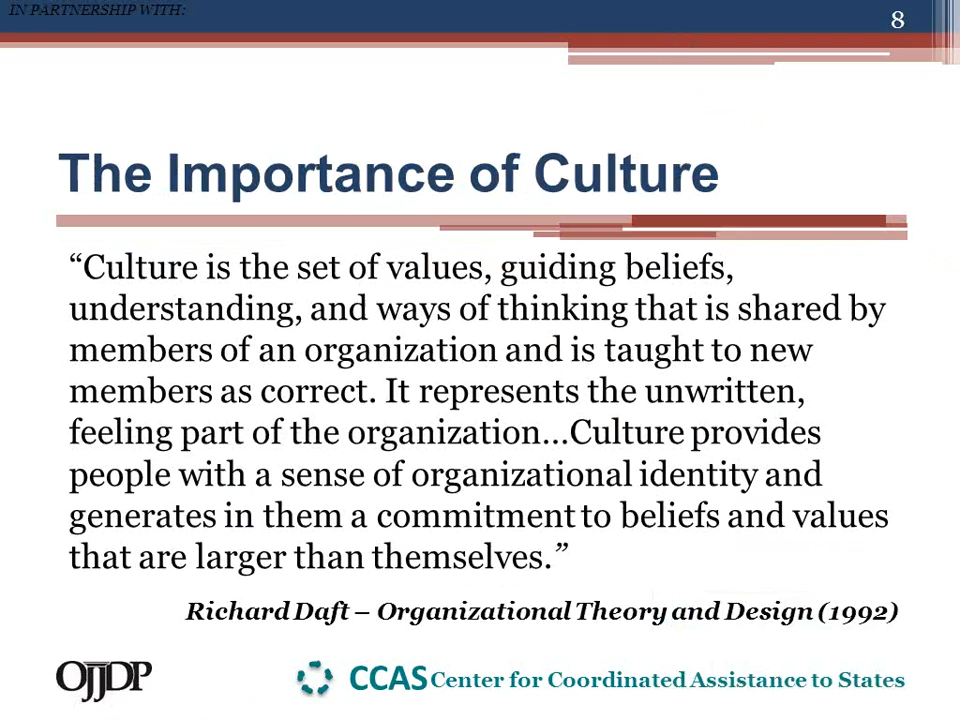 IN PARTNERSHIP WITH:
8
The Importance of Culture
“Culture is the set of values, guiding beliefs,
understanding, and ways of thinking that is shared by
members of an organization and is taught to new
members as correct. It represents the unwritten,
feeling part of the organization…Culture provides
people with a sense of organizational identity and
generates in them a commitment to beliefs and values
that are larger than themselves.”
Richard Daft – Organizational Theory and Design (1992)
OJJDP
CCAS Center for Coordinated Assistance to States